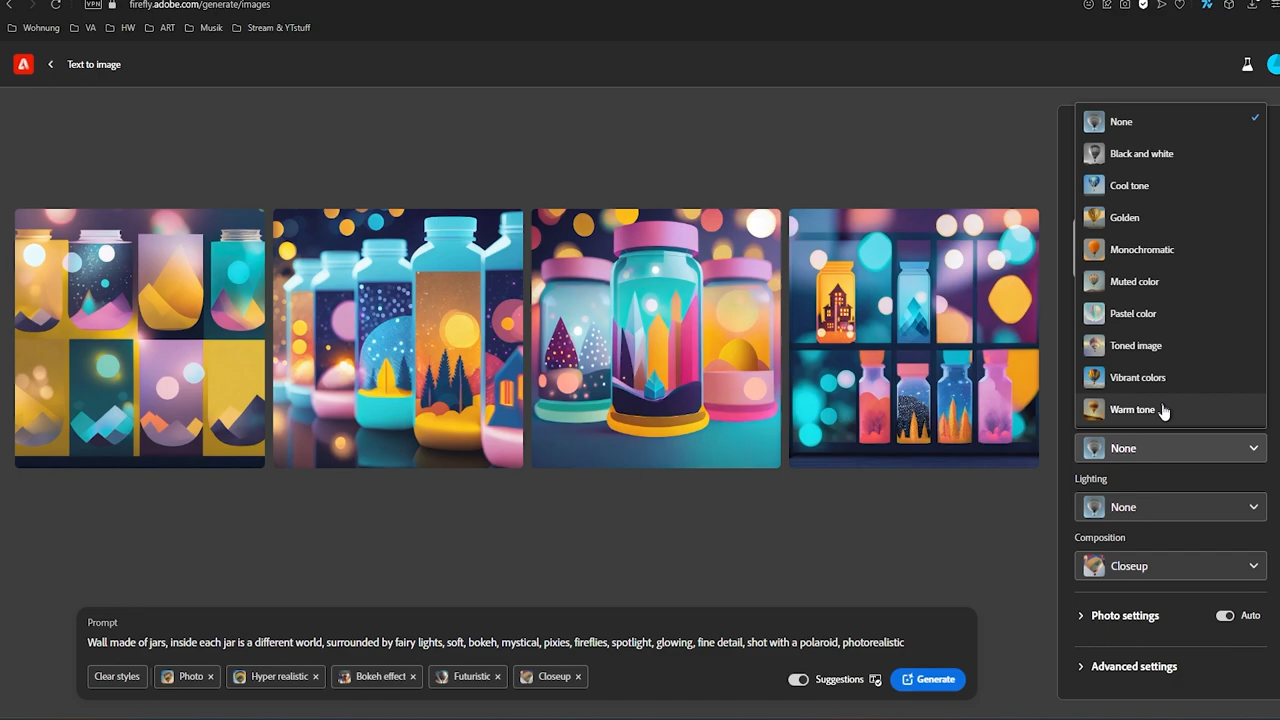 VPN firefly.adobe.com/generate/images
Wohnung VA HW ART Musik Stream & YTstuff
Text to image
None
Black and white
Cool tone
Golden
Monochromatic
Muted color
Pastel color
Toned image
Vibrant colors
Warm tone
None
Lighting
None
Composition
Closeup
Photo settings Auto
Advanced settings
Prompt
Wall made of jars, inside each jar is a different world, surrounded by fairy lights, soft, bokeh, mystical, pixies, fireflies, spotlight, glowing, fine detail, shot with a polaroid, photorealistic
Clear styles Photo × Hyper realistic × Bokeh effect × Futuristic × Closeup × Suggestions Generate